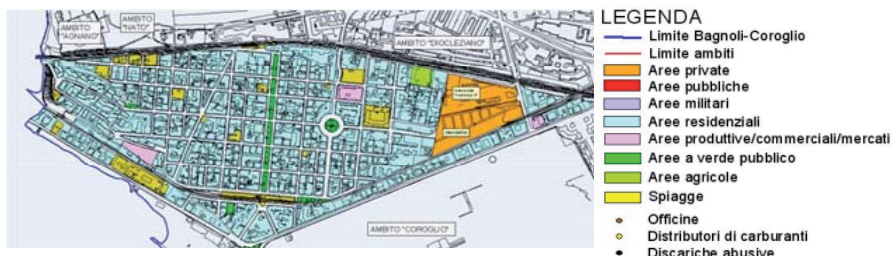 AMBITO
"AGNANO"
AMBITO
"NATO"
AMBITO "DIOCLEZIANO"
AMBITO "COROGLIO"
LEGENDA
Limite Bagnoli-Coroglio
Limite ambiti
Aree private
Aree pubbliche
Aree militari
Aree residenziali
Aree produttive/commerciali/mercati
Aree a verde pubblico
Aree agricole
Spiagge
Officine
Distributori di carburanti
Discariche abusive